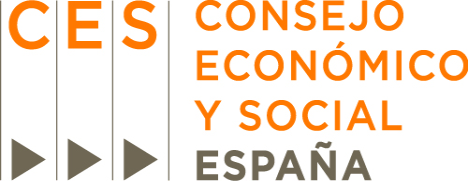 CES
CONSEJO
ECONÓMICO
Y SOCIAL
ESPAÑA